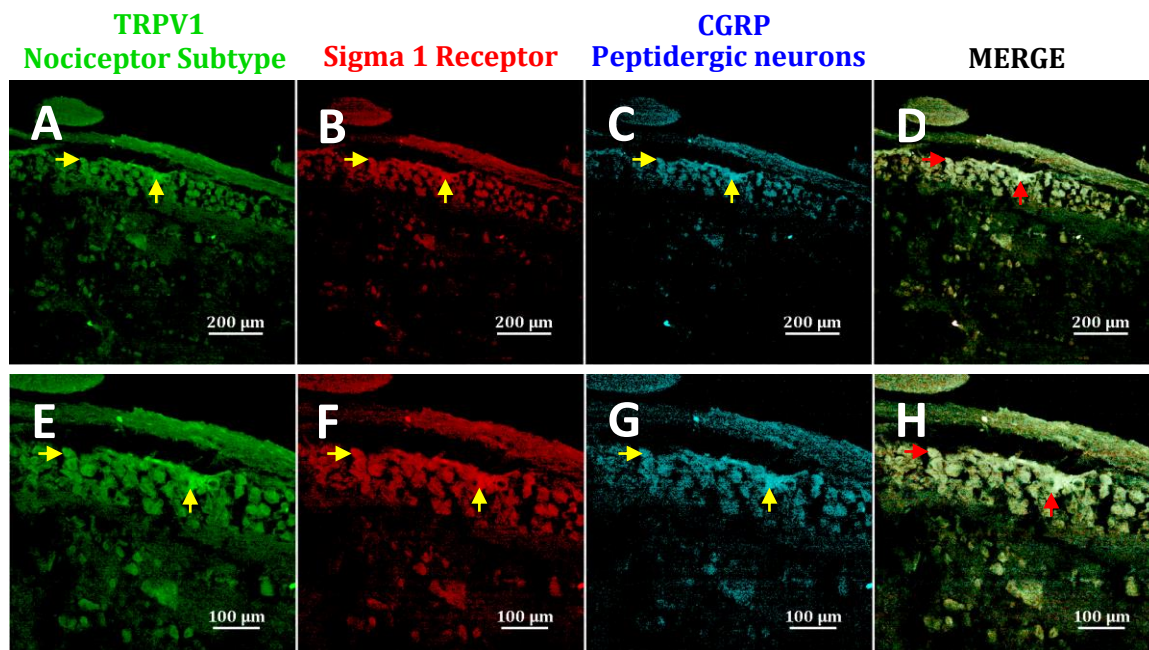 TRPV1
Nociceptor Subtype
Sigma 1 Receptor
CGRP
Peptidergic neurons
MERGE
A
B
C
D
200 µm
200 µm
200 µm
200 µm
E
F
G
H
100 µm
100 µm
100 µm
100 µm